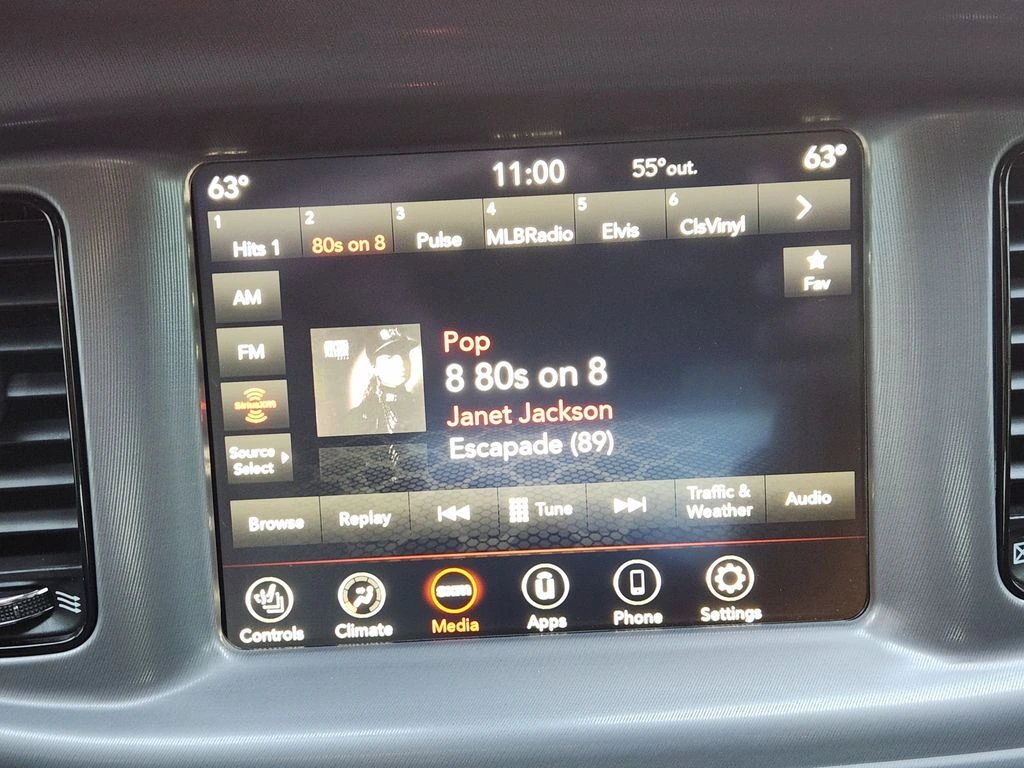 63°
11:00
55°out.
63°
1
Hits 1
2
80s on 8
3
Pulse
4
MLBRadio
5
Elvis
6
ClsVinyl
AM
Fav
FM
Pop
8 80s on 8
SiriusXM
Janet Jackson
Escapade (89)
Source
Select
Browse
Replay
Tune
Traffic &
Weather
Audio
Controls
Climate
sxm
Media
Apps
Phone
Settings